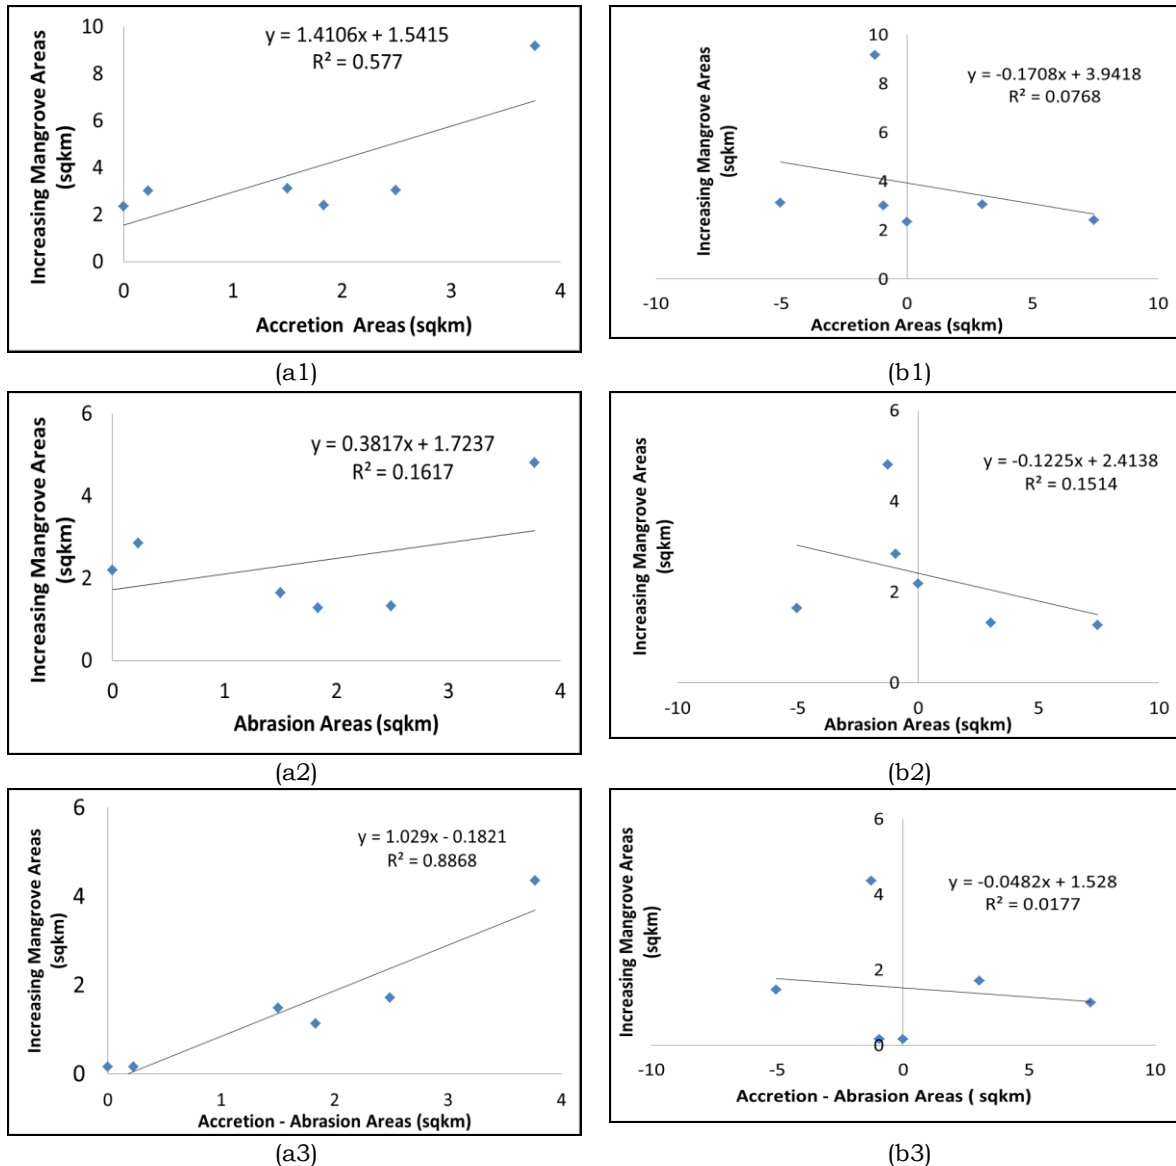 Increasing Mangrove Areas
(sqkm)
10
8
6
4
2
0
y = 1.4106x + 1.5415
R² = 0.577
0 1 2 3 4
Accretion Areas (sqkm)
(a1)
Increasing Mangrove Areas
(sqkm)
10
8
6
4
2
0
y = -0.1708x + 3.9418
R² = 0.0768
-10 -5 0 5 10
Accretion Areas (sqkm)
(b1)
Increasing Mangrove Areas
(sqkm)
6
4
2
0
y = 0.3817x + 1.7237
R² = 0.1617
0 1 2 3 4
Abrasion Areas (sqkm)
(a2)
Increasing Mangrove Areas
(sqkm)
6
4
2
0
y = -0.1225x + 2.4138
R² = 0.1514
-10 -5 0 5 10
Abrasion Areas (sqkm)
(b2)
Increasing Mangrove Areas
(sqkm)
6
4
2
0
y = 1.029x - 0.1821
R² = 0.8868
0 1 2 3 4
Accretion - Abrasion Areas (sqkm)
(a3)
Increasing Mangrove Areas
(sqkm)
6
4
2
0
y = -0.0482x + 1.528
R² = 0.0177
-10 -5 0 5 10
Accretion - Abrasion Areas ( sqkm)
(b3)